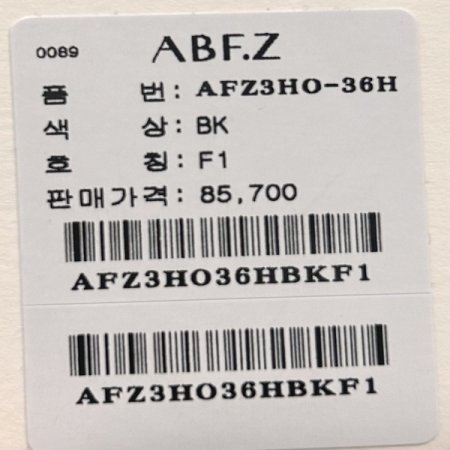 0089 ABF.Z
품 번: AFZ3HO-36H
색 상: BK
호 칭: F1
판매가격: 85,700
AFZ3HO36HBKF1
AFZ3HO36HBKF1